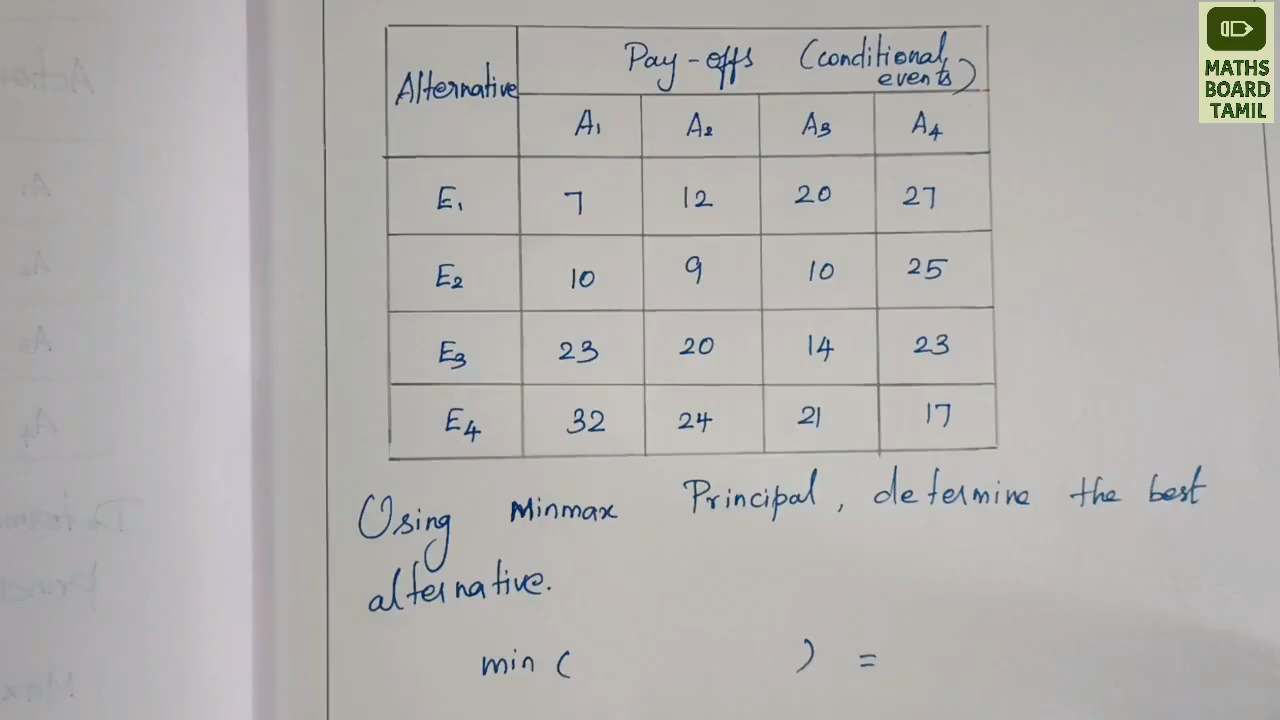 MATHS
BOARD
TAMIL
Alternative Pay-offs (conditional events)
A1 A2 A3 A4
E1 7 12 20 27
E2 10 9 10 25
E3 23 20 14 23
E4 32 24 21 17
Using Minmax Principal, determine the best
alternative.
min ( ) =